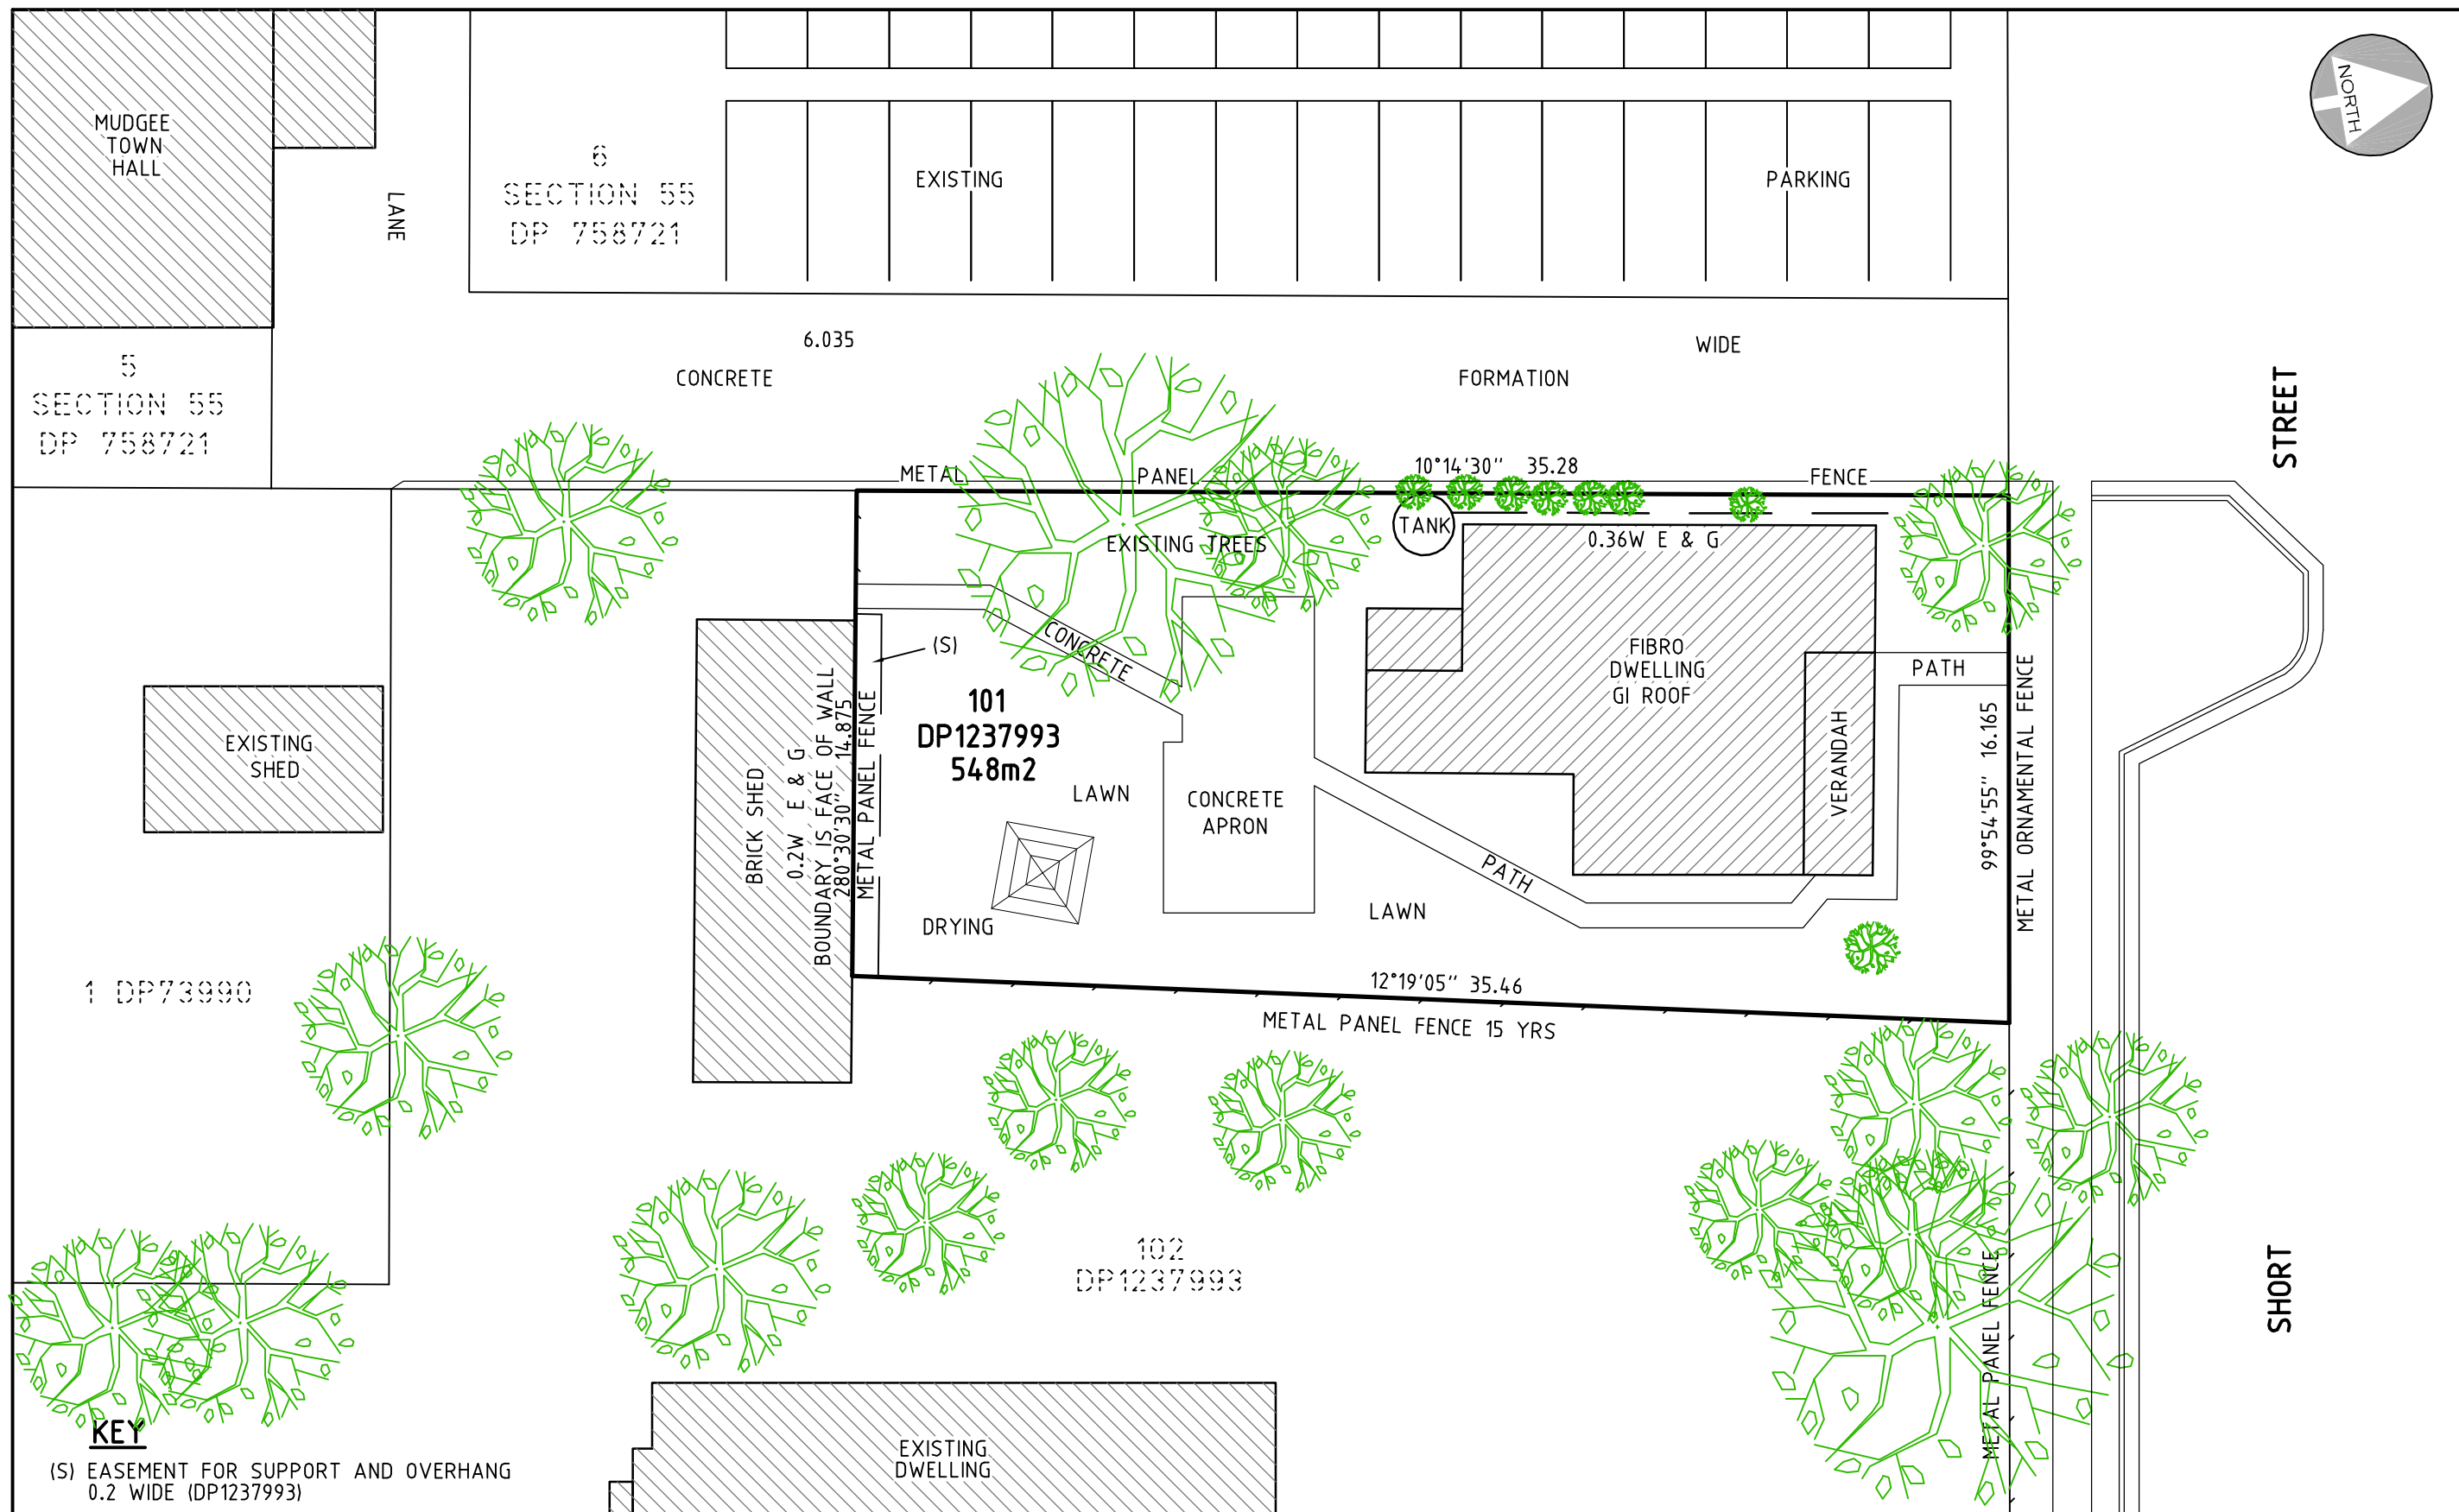 MUDGEE
TOWN
HALL
LANE
6
SECTION 55
DP 758721
EXISTING
PARKING
NORTH
5
SECTION 55
DP 758721
6.035
WIDE
CONCRETE
FORMATION
STREET
METAL
PANEL
10°14'30'' 35.28
FENCE
TANK
EXISTING TREES
0.36W E & G
(S)
CONCRETE
FIBRO
DWELLING
GI ROOF
PATH
VERANDAH
101
DP1237993
548m2
EXISTING
SHED
BRICK SHED
0.2W E & G
BOUNDARY IS FACE OF WALL
280°30'30'' 14.875
METAL PANEL FENCE
LAWN
CONCRETE
APRON
99°54'55'' 16.165
METAL ORNAMENTAL FENCE
PATH
LAWN
DRYING
1 DP73990
12°19'05'' 35.46
METAL PANEL FENCE 15 YRS
102
DP1237993
METAL PANEL FENCE
SHORT
EXISTING
DWELLING
KEY
(S) EASEMENT FOR SUPPORT AND OVERHANG
0.2 WIDE (DP1237993)